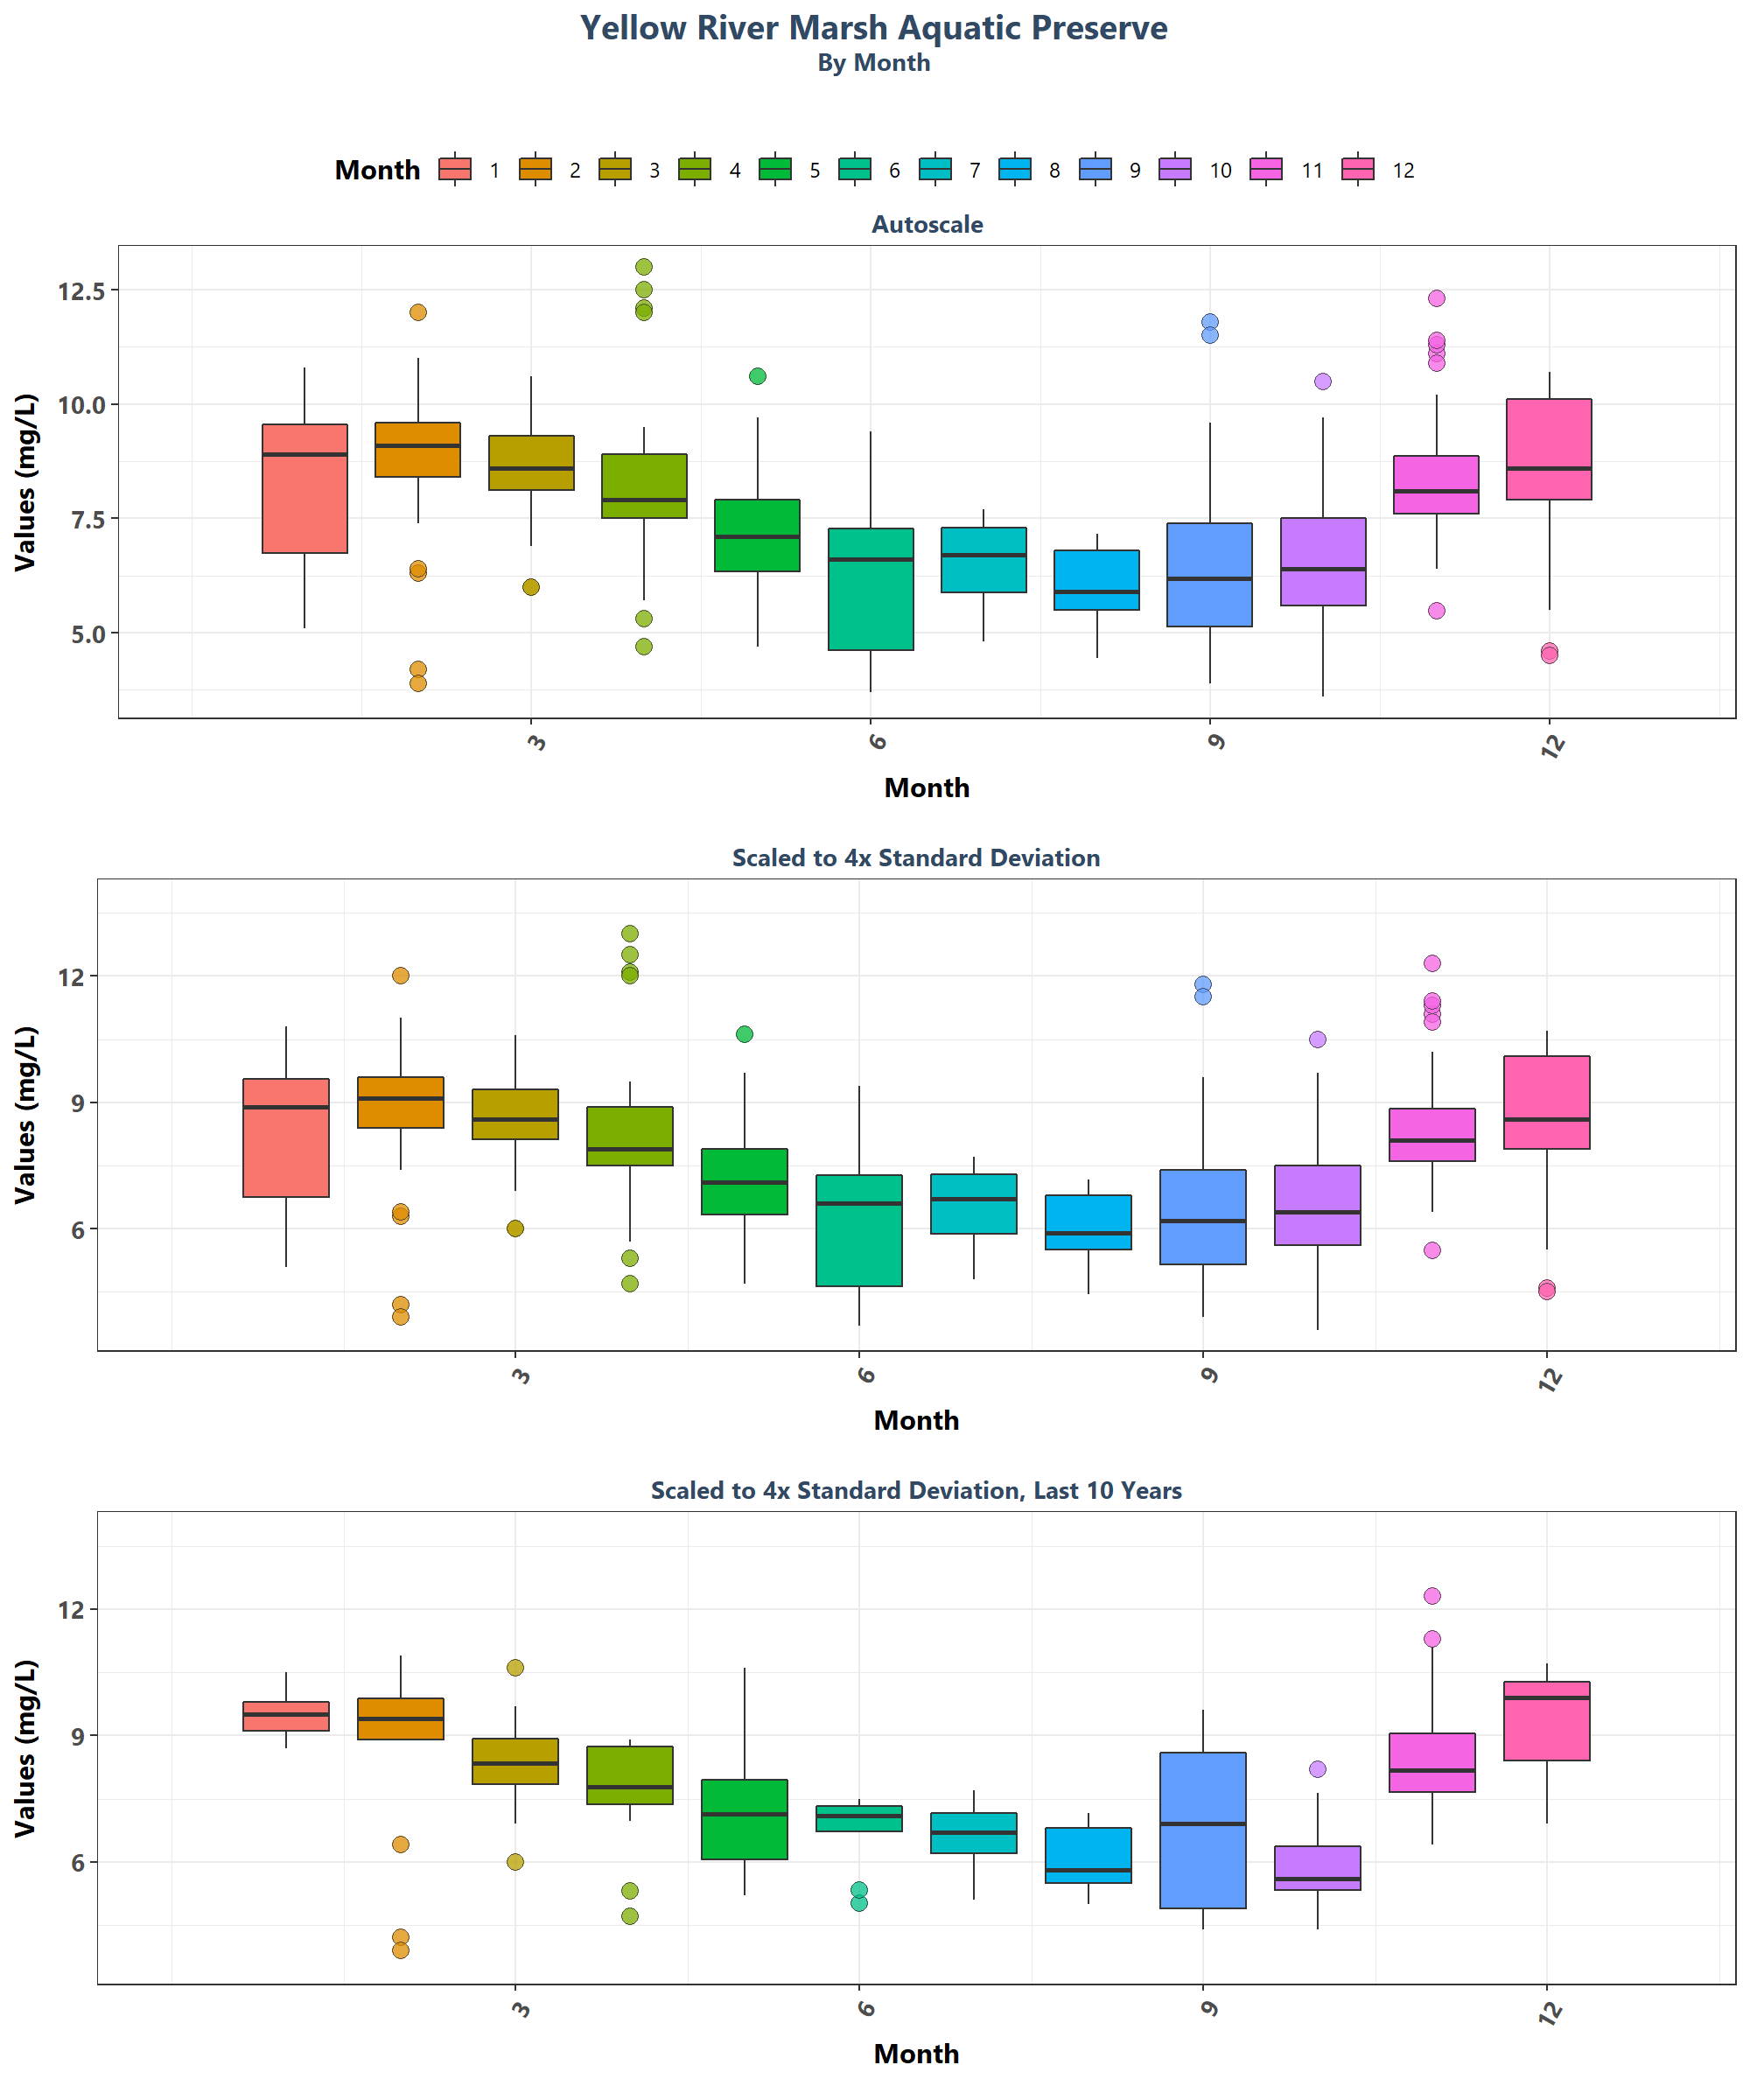 Yellow River Marsh Aquatic Preserve
By Month
Month 1 2 3 4 5 6 7 8 9 10 11 12
Autoscale
Values (mg/L)
12.5
10.0
7.5
5.0
3 6 9 12
Month
Scaled to 4x Standard Deviation
Values (mg/L)
12
9
6
3 6 9 12
Month
Scaled to 4x Standard Deviation, Last 10 Years
Values (mg/L)
12
9
6
3 6 9 12
Month